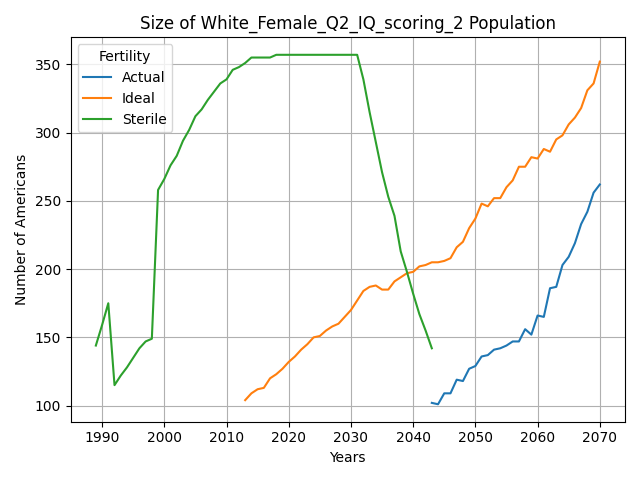 Size of White_Female_Q2_IQ_scoring_2 Population
Number of Americans
350
300
250
200
150
100
Fertility
Actual
Ideal
Sterile
1990 2000 2010 2020 2030 2040 2050 2060 2070
Years